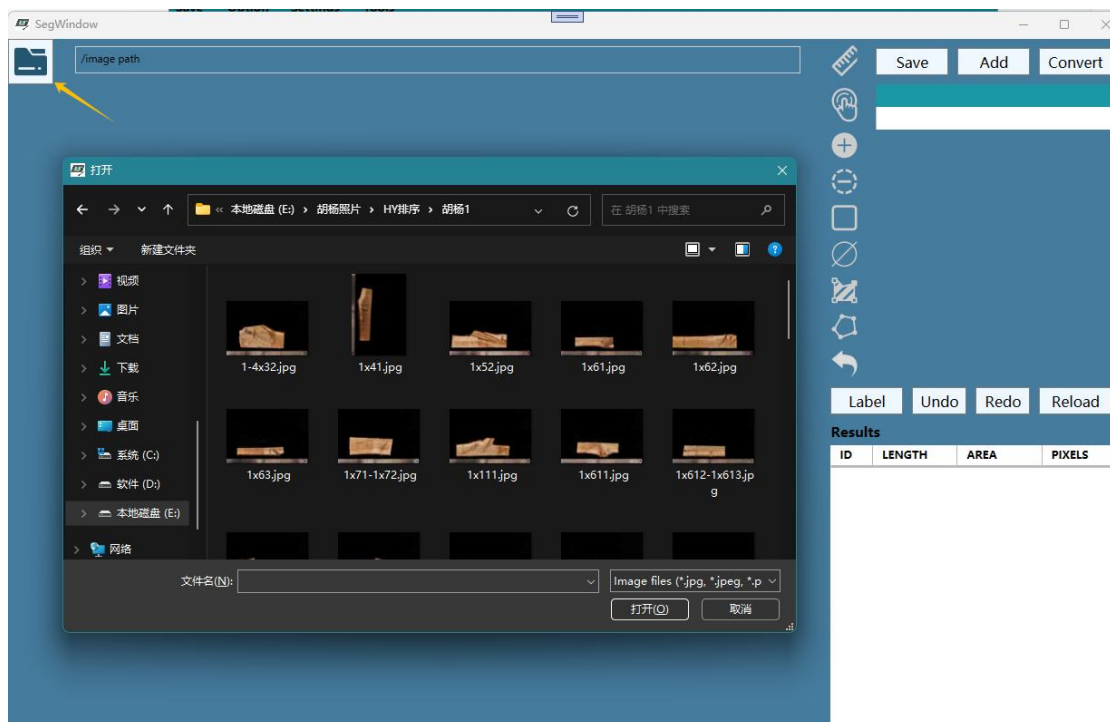 SegWindow
/image path
Save Add Convert
打开
« 本地磁盘 (E:) › 胡杨照片 › HY排序 › 胡杨1
在 胡杨1 中搜索
组织 新建文件夹
视频
图片
文档
下载
音乐
桌面
系统 (C:)
软件 (D:)
本地磁盘 (E:)
网络
1-4x32.jpg 1x41.jpg 1x52.jpg 1x61.jpg 1x62.jpg
1x63.jpg 1x71-1x72.jpg 1x111.jpg 1x611.jpg 1x612-1x613.jp
g
文件名(N):
Image files (*.jpg, *.jpeg, *.p
打开(O) 取消
Label Undo Redo Reload
Results
ID LENGTH AREA PIXELS